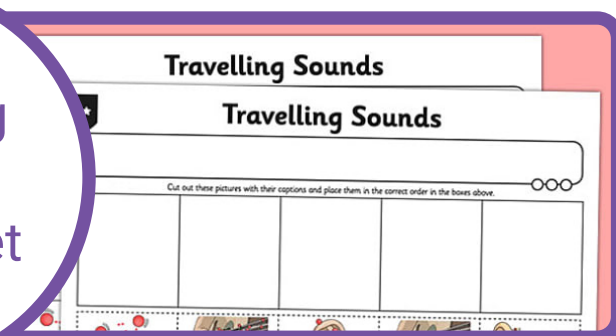 Travelling Sounds
Travelling Sounds
Cut out these pictures with their captions and place them in the correct order in the boxes above.